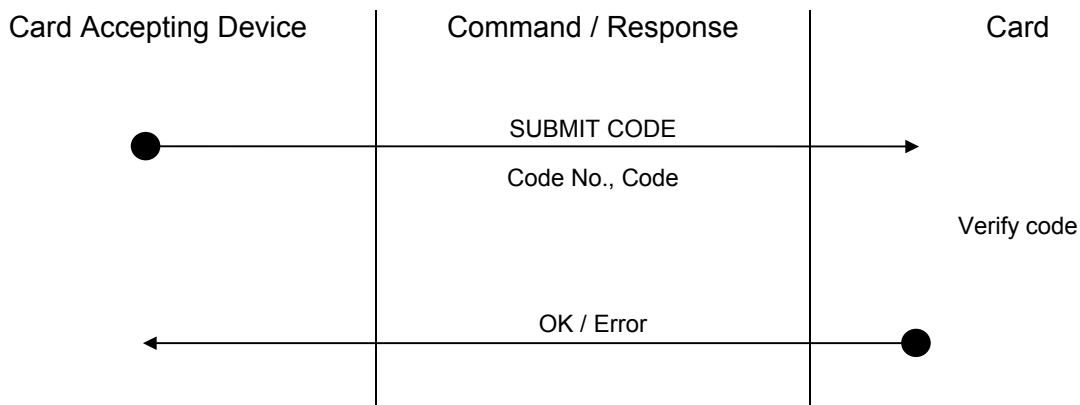 Card Accepting Device
Command / Response
Card
SUBMIT CODE
Code No., Code
Verify code
OK / Error